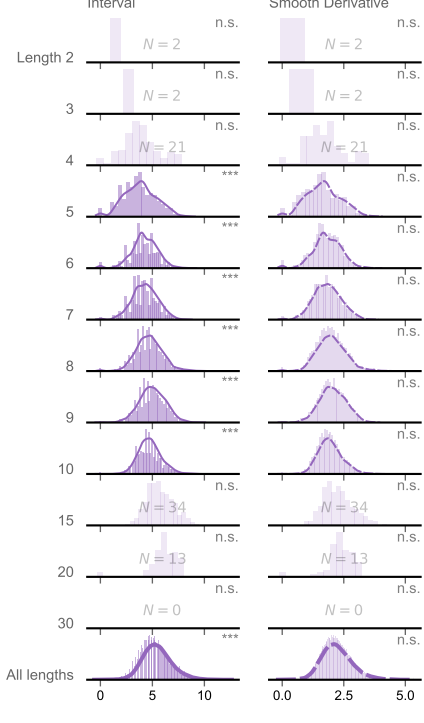 Interval Smooth Derivative
Length 2 N = 2 n.s. N = 2 n.s.
3 N = 2 n.s. N = 2 n.s.
4 N = 21 n.s. N = 21 n.s.
5 *** n.s.
6 *** n.s.
7 *** n.s.
8 *** n.s.
9 *** n.s.
10 *** n.s.
15 N = 34 n.s. N = 34 n.s.
20 N = 13 n.s. N = 13 n.s.
30 N = 0 n.s. N = 0 n.s.
All lengths *** n.s.
0 5 10 0.0 2.5 5.0